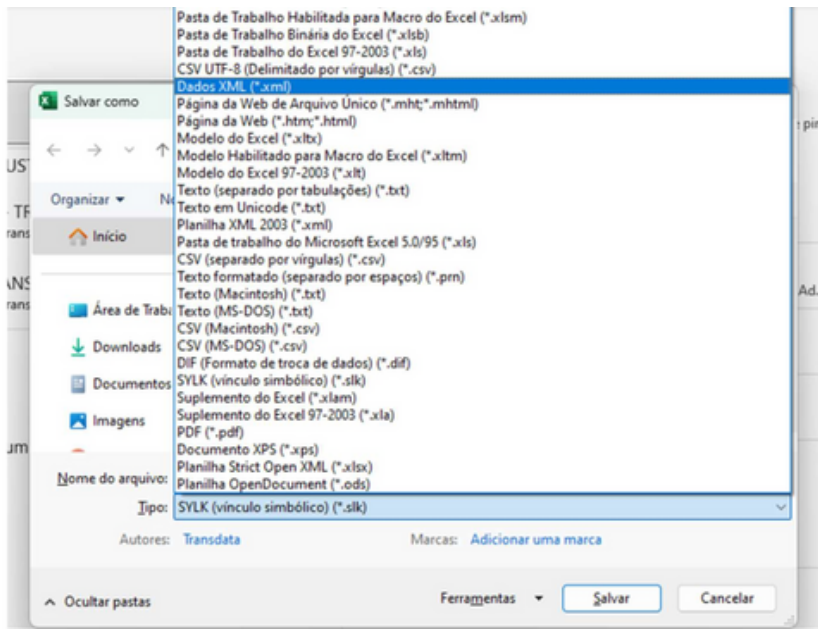 Pasta de Trabalho Habilitada para Macro do Excel (*.xlsm)
Pasta de Trabalho Binária do Excel (*.xlsb)
Pasta de Trabalho do Excel 97-2003 (*.xls)
CSV UTF-8 (Delimitado por vírgulas) (*.csv)
Dados XML (*.xml)
Salvar como
Página da Web de Arquivo Único (*.mht;*.mhtml)
Página da Web (*.htm;*.html)
Modelo do Excel (*.xltx)
Modelo Habilitado para Macro do Excel (*.xltm)
Modelo do Excel 97-2003 (*.xlt)
Texto (separado por tabulações) (*.txt)
Organizar
Texto em Unicode (*.txt)
Planilha XML 2003 (*.xml)
Início
Pasta de trabalho do Microsoft Excel 5.0/95 (*.xls)
CSV (separado por vírgulas) (*.csv)
Texto formatado (separado por espaços) (*.prn)
Texto (Macintosh) (*.txt)
Área de Traba
Texto (MS-DOS) (*.txt)
CSV (Macintosh) (*.csv)
Downloads
CSV (MS-DOS) (*.csv)
DIF (Formato de troca de dados) (*.dif)
Documentos
SYLK (vínculo simbólico) (*.slk)
Suplemento do Excel (*.xlam)
Imagens
Suplemento do Excel 97-2003 (*.xla)
PDF (*.pdf)
Documento XPS (*.xps)
Nome do arquivo:
Planilha Strict Open XML (*.xlsx)
Planilha OpenDocument (*.ods)
Tipo: SYLK (vínculo simbólico) (*.slk)
Autores: Transdata Marcas: Adicionar uma marca
Ocultar pastas Ferramentas Salvar Cancelar